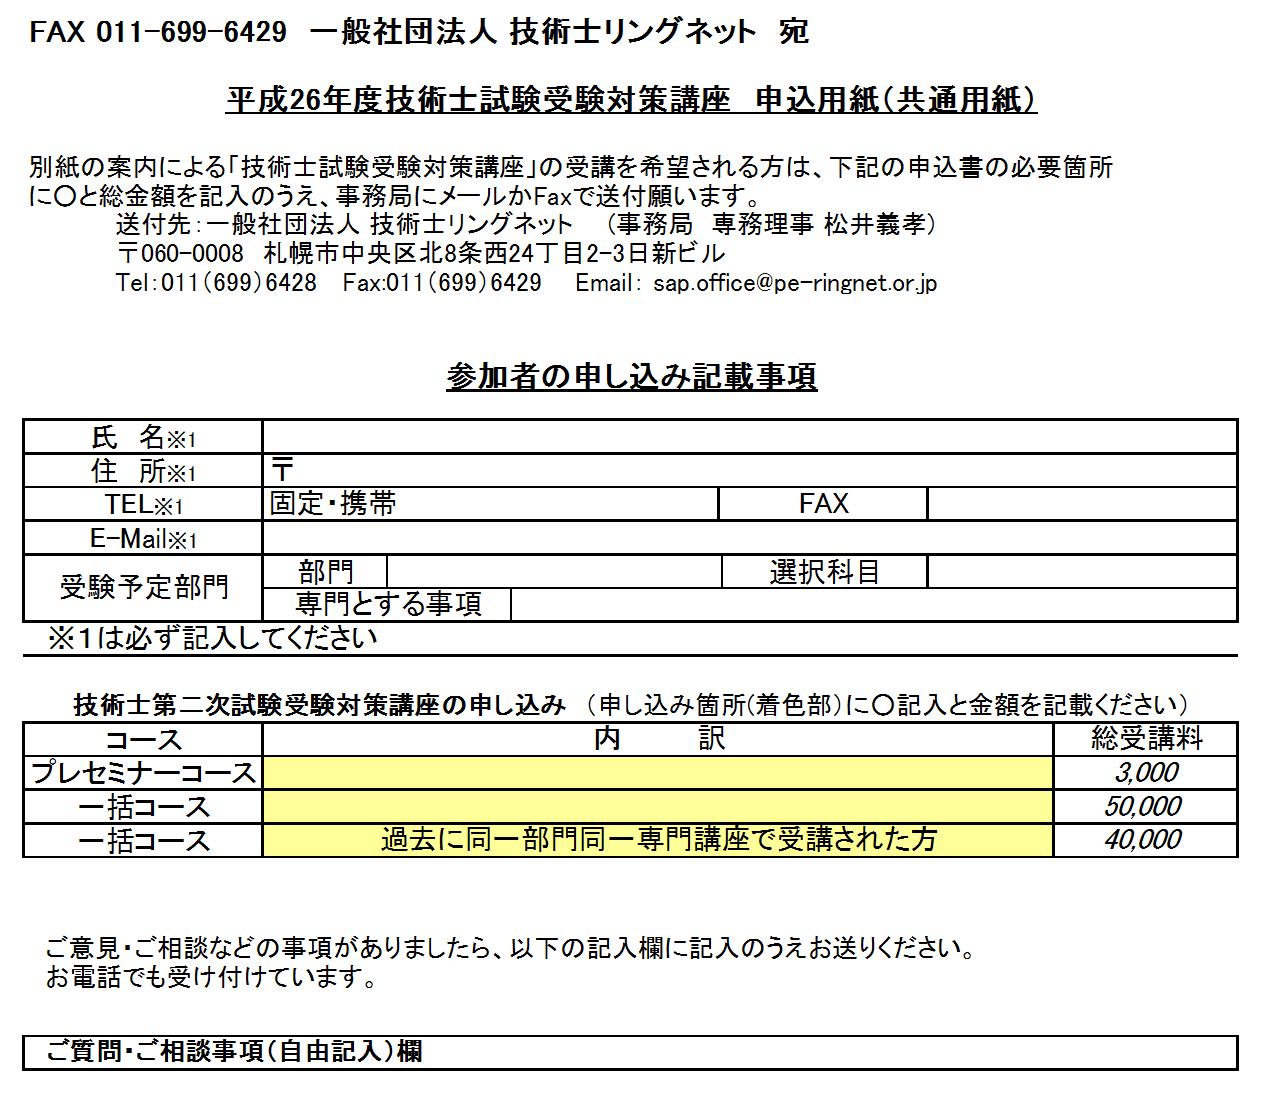 FAX 011-699-6429　一般社団法人 技術士リングネット　宛
平成26年度技術士試験受験対策講座　申込用紙（共通用紙）
別紙の案内による「技術士試験受験対策講座」の受講を希望される方は、下記の申込書の必要箇所
に〇と総金額を記入のうえ、事務局にメールかFaxで送付願います。
送付先：一般社団法人 技術士リングネット　（事務局　専務理事 松井義孝）
〒060-0008　札幌市中央区北8条西24丁目2-3日新ビル
Tel：011（699）6428　Fax:011（699）6429　Email： sap.office@pe-ringnet.or.jp
参加者の申し込み記載事項
氏　名※1
住　所※1　〒
TEL※1　固定・携帯　FAX
E-Mail※1
受験予定部門　部門　選択科目
専門とする事項
※１は必ず記入してください
技術士第二次試験受験対策講座の申し込み　（申し込み箇所(着色部）に〇記入と金額を記載ください）
コース　内　訳　総受講料
プレセミナーコース　3,000
一括コース　50,000
一括コース　過去に同一部門同一専門講座で受講された方　40,000
ご意見・ご相談などの事項がありましたら、以下の記入欄に記入のうえお送りください。
お電話でも受け付けています。
ご質問・ご相談事項（自由記入）欄